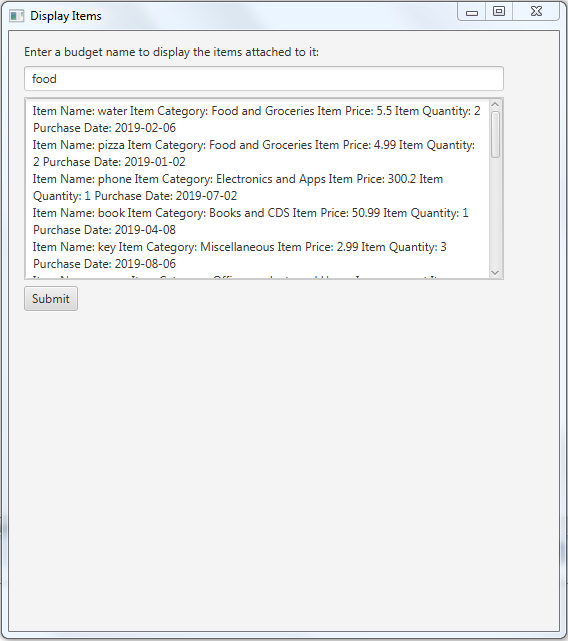 Display Items
Enter a budget name to display the items attached to it:
food
Item Name: water Item Category: Food and Groceries Item Price: 5.5 Item Quantity: 2
Purchase Date: 2019-02-06
Item Name: pizza Item Category: Food and Groceries Item Price: 4.99 Item Quantity:
2 Purchase Date: 2019-01-02
Item Name: phone Item Category: Electronics and Apps Item Price: 300.2 Item
Quantity: 1 Purchase Date: 2019-07-02
Item Name: book Item Category: Books and CDS Item Price: 50.99 Item Quantity: 1
Purchase Date: 2019-04-08
Item Name: key Item Category: Miscellaneous Item Price: 2.99 Item Quantity: 3
Purchase Date: 2019-08-06
Submit